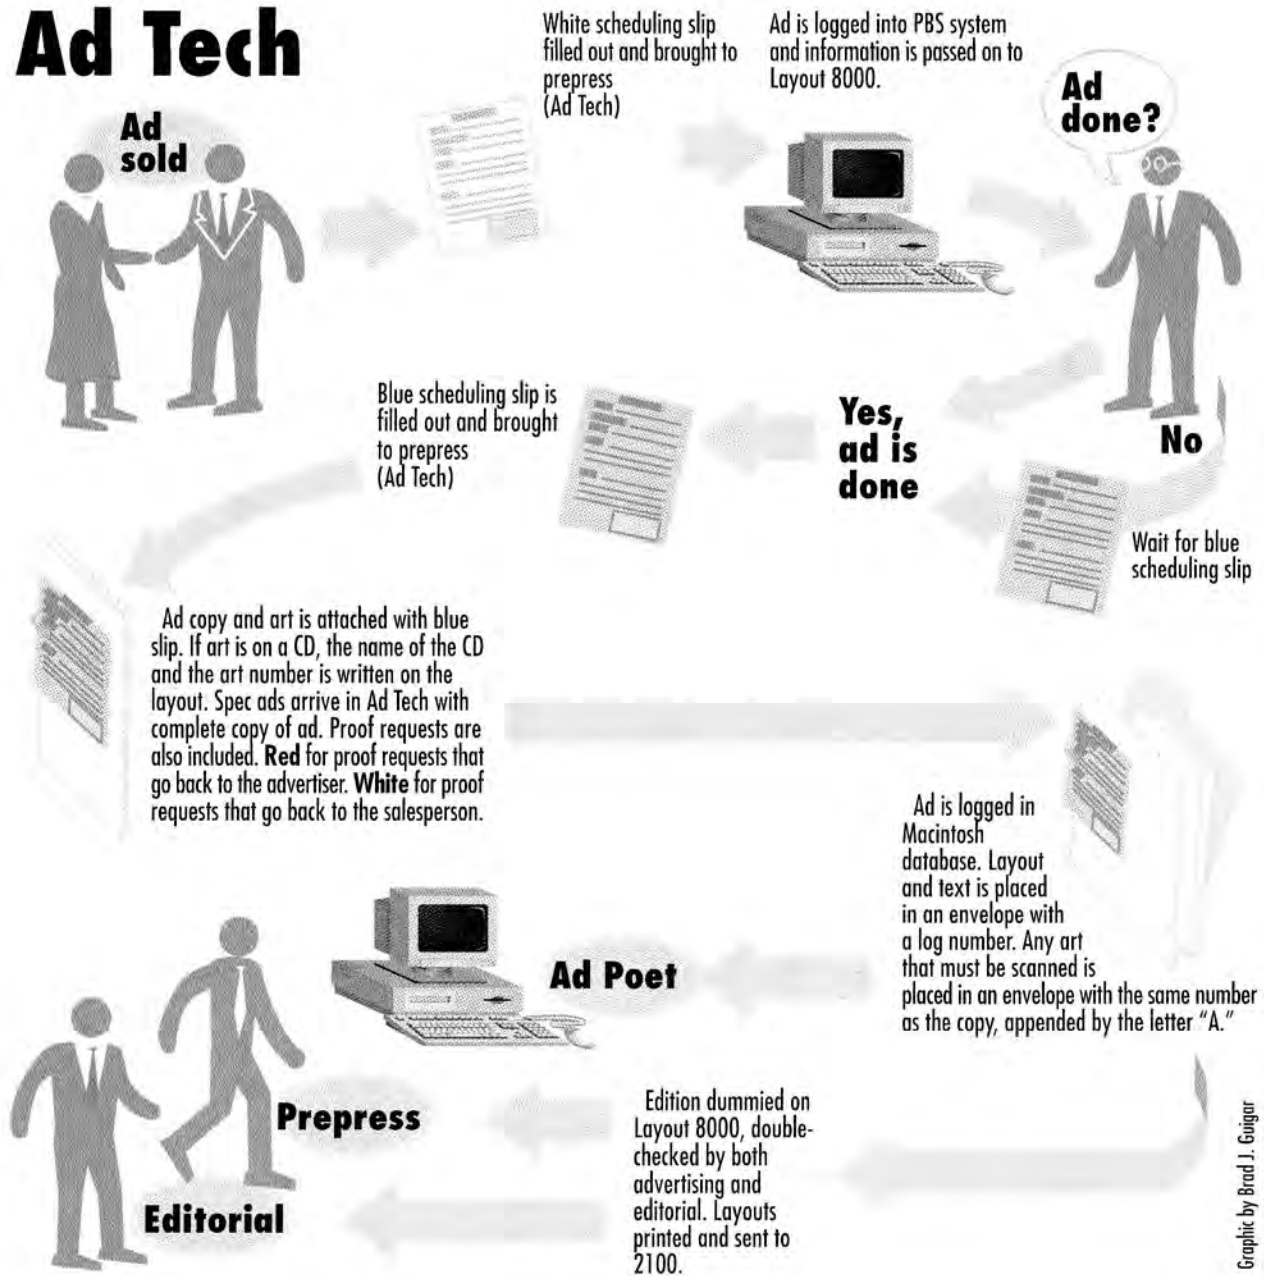 Ad Tech
Ad
sold
White scheduling slip
filled out and brought to
prepress
(Ad Tech)
Ad is logged into PBS system
and information is passed on to
Layout 8000.
Ad
done?
No
Wait for blue
scheduling slip
Yes,
ad is
done
Blue scheduling slip is
filled out and brought
to prepress
(Ad Tech)
Ad copy and art is attached with blue
slip. If art is on a CD, the name of the CD
and the art number is written on the
layout. Spec ads arrive in Ad Tech with
complete copy of ad. Proof requests are
also included. Red for proof requests that
go back to the advertiser. White for proof
requests that go back to the salesperson.
Ad is logged in
Macintosh
database. Layout
and text is placed
in an envelope with
a log number. Any art
that must be scanned is
placed in an envelope with the same number
as the copy, appended by the letter "A."
Ad Poet
Edition dummied on
Layout 8000, double-
checked by both
advertising and
editorial. Layouts
printed and sent to
2100.
Prepress
Editorial
Graphic by Brad J. Guigar